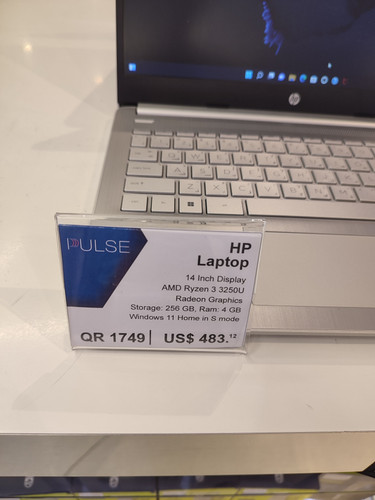 hp
PULSE
HP
Laptop
14 Inch Display
AMD Ryzen 3 3250U
Radeon Graphics
Storage: 256 GB, Ram: 4 GB
Windows 11 Home in S mode
QR 1749 | US$ 483.12